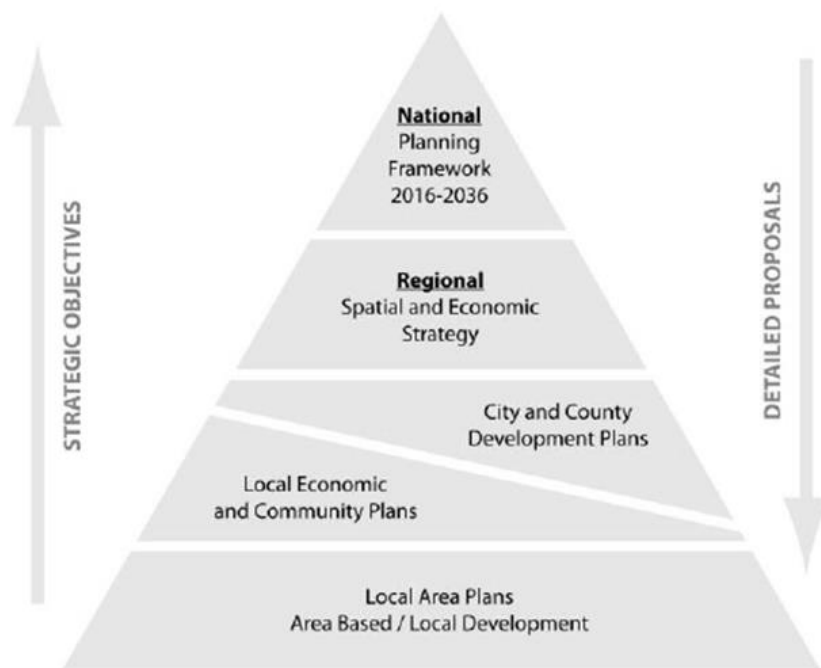 National
Planning
Framework
2016-2036
STRATEGIC OBJECTIVES
DETAILED PROPOSALS
Regional
Spatial and Economic
Strategy
City and County
Development Plans
Local Economic
and Community Plans
Local Area Plans
Area Based / Local Development